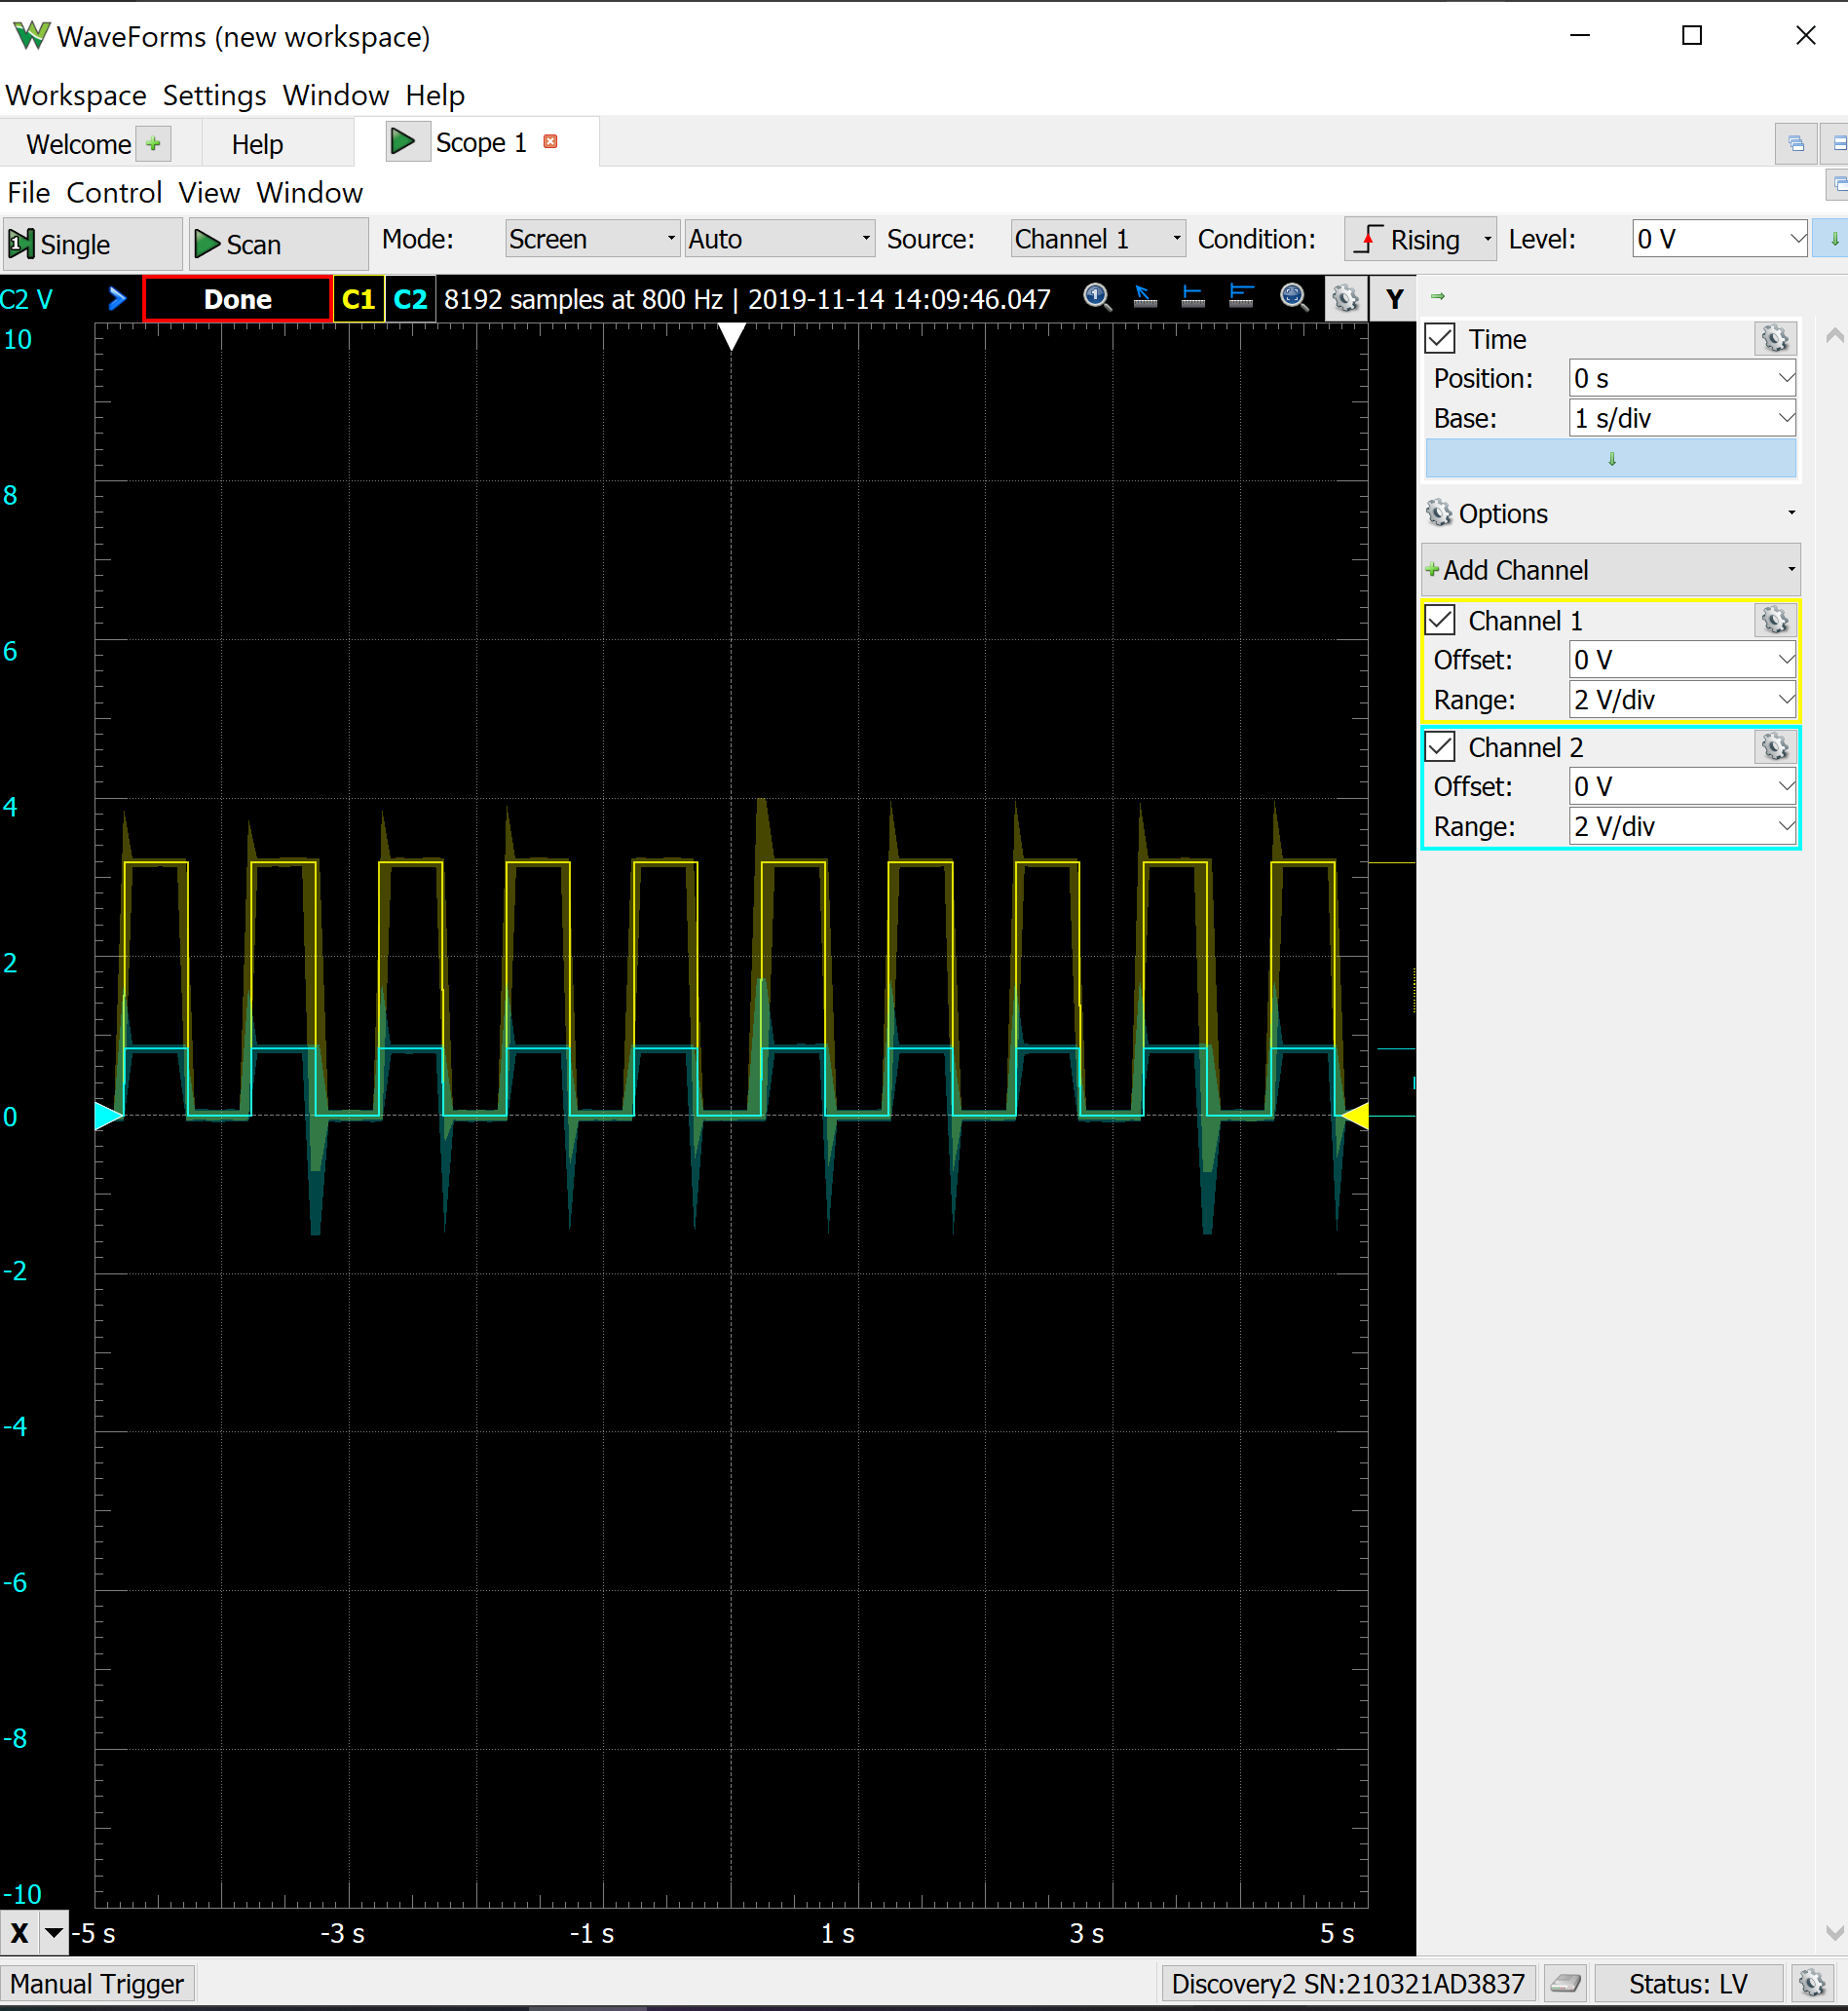 WaveForms (new workspace)
Workspace Settings Window Help
Welcome Help Scope 1
File Control View Window
Single Scan Mode: Screen Auto Source: Channel 1 Condition: Rising Level: 0 V
C2 V Done C1 C2 8192 samples at 800 Hz | 2019-11-14 14:09:46.047 Y
10
8
6
4
2
0
-2
-4
-6
-8
-10
X -5 s -3 s -1 s 1 s 3 s 5 s
Time
Position: 0 s
Base: 1 s/div
Options
Add Channel
Channel 1
Offset: 0 V
Range: 2 V/div
Channel 2
Offset: 0 V
Range: 2 V/div
Manual Trigger Discovery2 SN:210321AD3837 Status: LV